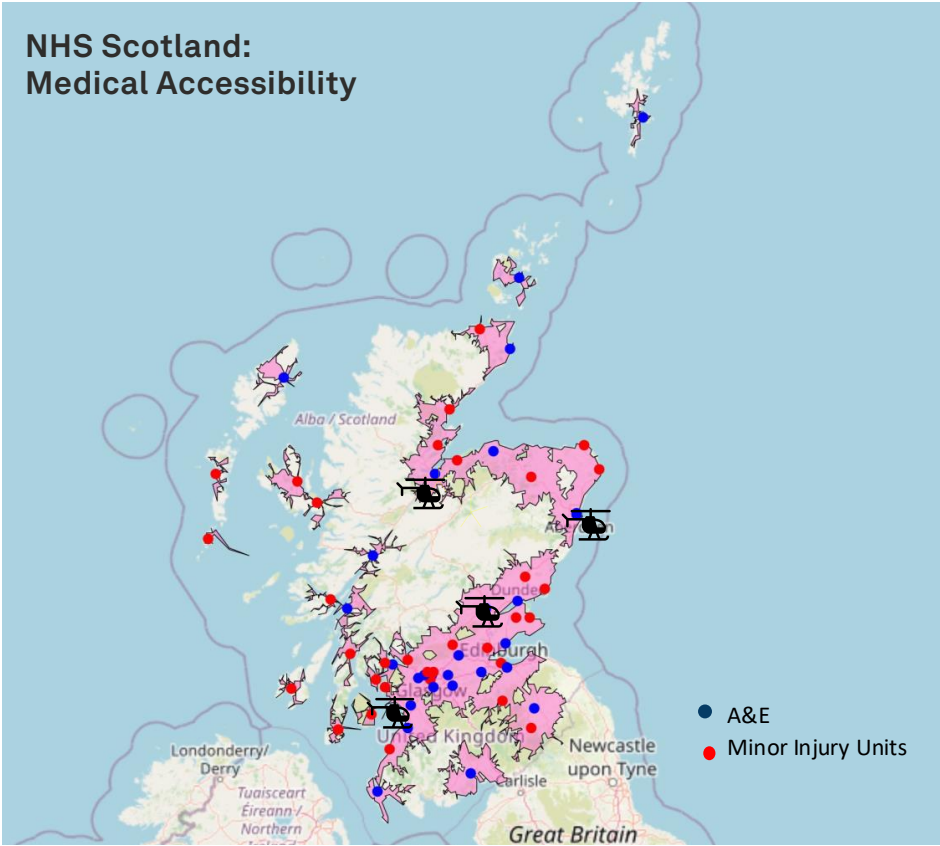 NHS Scotland:
Medical Accessibility
Alba / Scotland
Dundee
Edinburgh
Glasgow
United Kingdom
A&E
Minor Injury Units
Londonderry/
Derry
Newcastle
upon Tyne
Carlisle
Tuaisceart
Éireann /
Northern
Great Britain